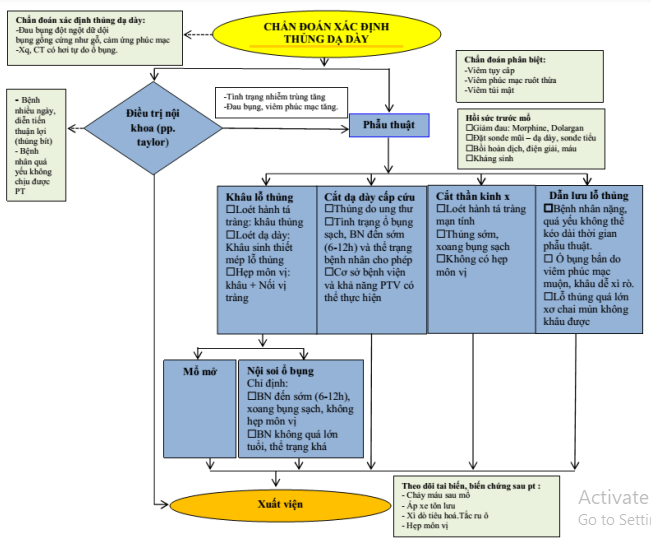 Chẩn đoán xác định thủng dạ dày:
-Đau bụng đột ngột dữ dội
bụng gồng cứng như gỗ, cảm ứng phúc mạc
-Xq, CT có hơi tự do ổ bụng.
CHẨN ĐOÁN XÁC ĐỊNH
THỦNG DẠ DÀY
Chẩn đoán phân biệt:
-Viêm tụy cấp
-Viêm phúc mạc ruôt thừa
-Viêm túi mật
- Bệnh
nhiều ngày,
diễn tiến
thuận lợi
(thủng bít)
- Bệnh
nhân quá
yếu không
chịu được
PT
Điều trị nội
khoa (pp.
taylor)
-Tình trạng nhiễm trùng tăng
-Đau bụng, viêm phúc mạc tăng.
Phẫu thuật
Hồi sức trước mổ
☐Giảm đau: Morphine, Dolargan
☐Đặt sonde mũi – dạ dày, sonde tiểu
☐Bồi hoàn dịch, điện giải, máu
☐Kháng sinh
Khâu lỗ thủng
☐Loét hành tá
tràng: khâu thủng
☐Loét dạ dày:
Khâu sinh thiết
mép lỗ thủng
☐Hẹp môn vị:
khâu + Nối vị
tràng
Cắt dạ dày cấp cứu
☐Thủng do ung thư
☐Tình trạng ổ bụng
sạch, BN đến sớm
(6-12h) và thể trạng
bệnh nhân cho phép
☐Cơ sở bệnh viện
và khả năng PTV có
thể thực hiện
Cắt thần kinh x
☐Loét hành tá tràng
mạn tính
☐Thủng sớm,
xoang bụng sạch
☐Không có hẹp
môn vị
Dẫn lưu lỗ thủng
☐Bệnh nhân nặng,
quá yếu không thể
kéo dài thời gian
phẫu thuật.
☐ Ổ bụng bẩn do
viêm phúc mạc
muộn, khâu dễ xì rò.
☐Lỗ thủng quá lớn
xơ chai mủn không
khâu được
Mổ mở
Nội soi ổ bụng
Chỉ định:
☐BN đến sớm (6-12h),
xoang bụng sạch, không
hẹp môn vị
☐BN không quá lớn
tuổi, thể trạng khá
Xuất viện
Theo dõi tai biến, biến chứng sau pt :
- Chảy máu sau mổ
- Áp xe tồn lưu
- Xì dò tiêu hoá.Tắc ru ô
- Hẹp môn vị
Activate
Go to Setti